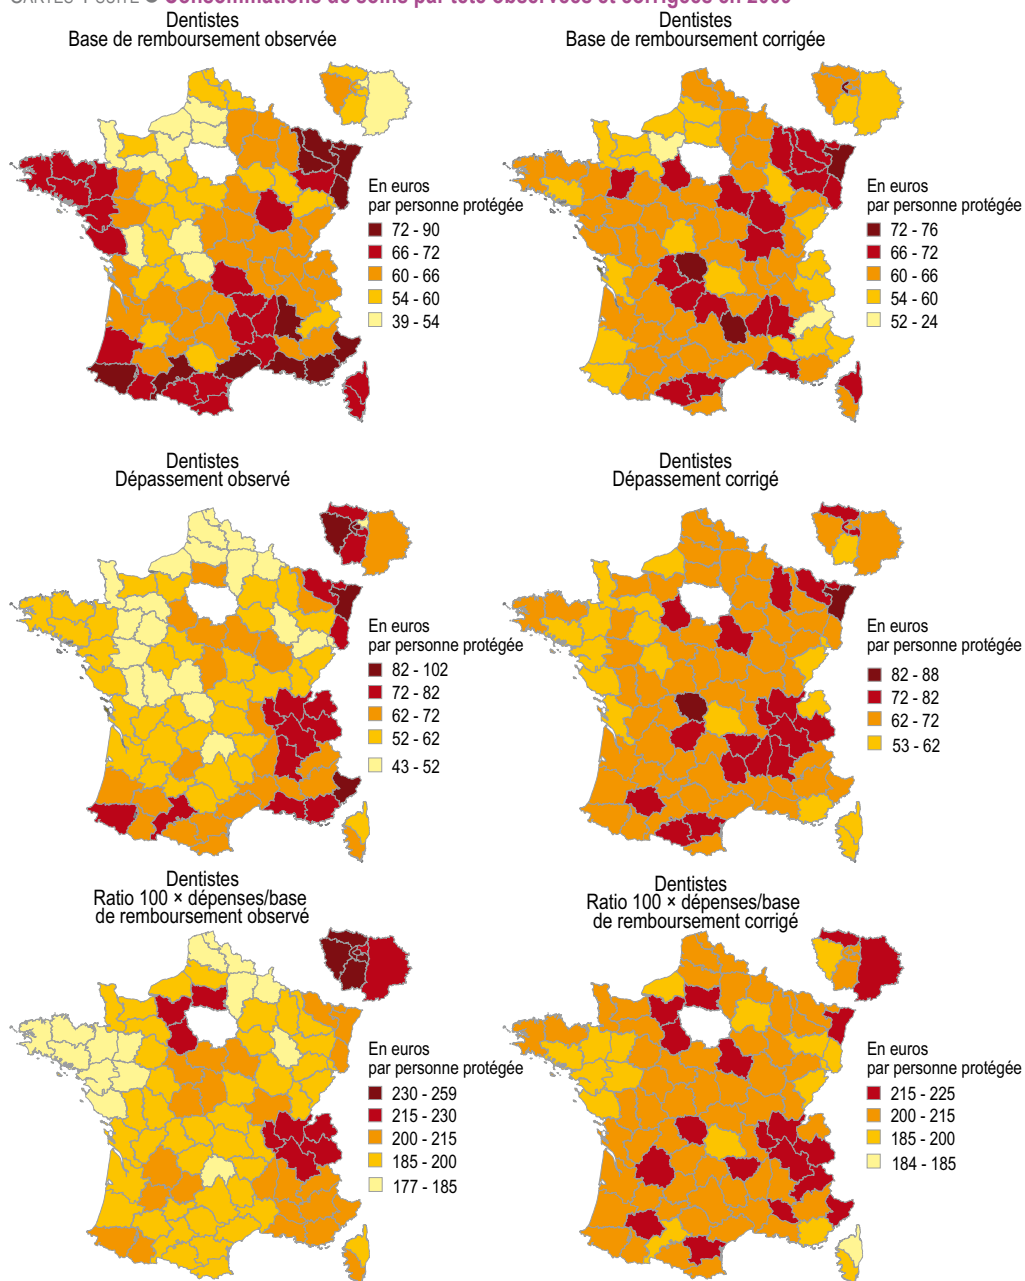 Dentistes
Base de remboursement observée
En euros
par personne protégée
72 - 90
66 - 72
60 - 66
54 - 60
39 - 54
Dentistes
Base de remboursement corrigée
En euros
par personne protégée
72 - 76
66 - 72
60 - 66
54 - 60
52 - 24
Dentistes
Dépassement observé
En euros
par personne protégée
82 - 102
72 - 82
62 - 72
52 - 62
43 - 52
Dentistes
Dépassement corrigé
En euros
par personne protégée
82 - 88
72 - 82
62 - 72
53 - 62
Dentistes
Ratio 100 × dépenses/base
de remboursement observé
En euros
par personne protégée
230 - 259
215 - 230
200 - 215
185 - 200
177 - 185
Dentistes
Ratio 100 × dépenses/base
de remboursement corrigé
En euros
par personne protégée
215 - 225
200 - 215
185 - 200
184 - 185